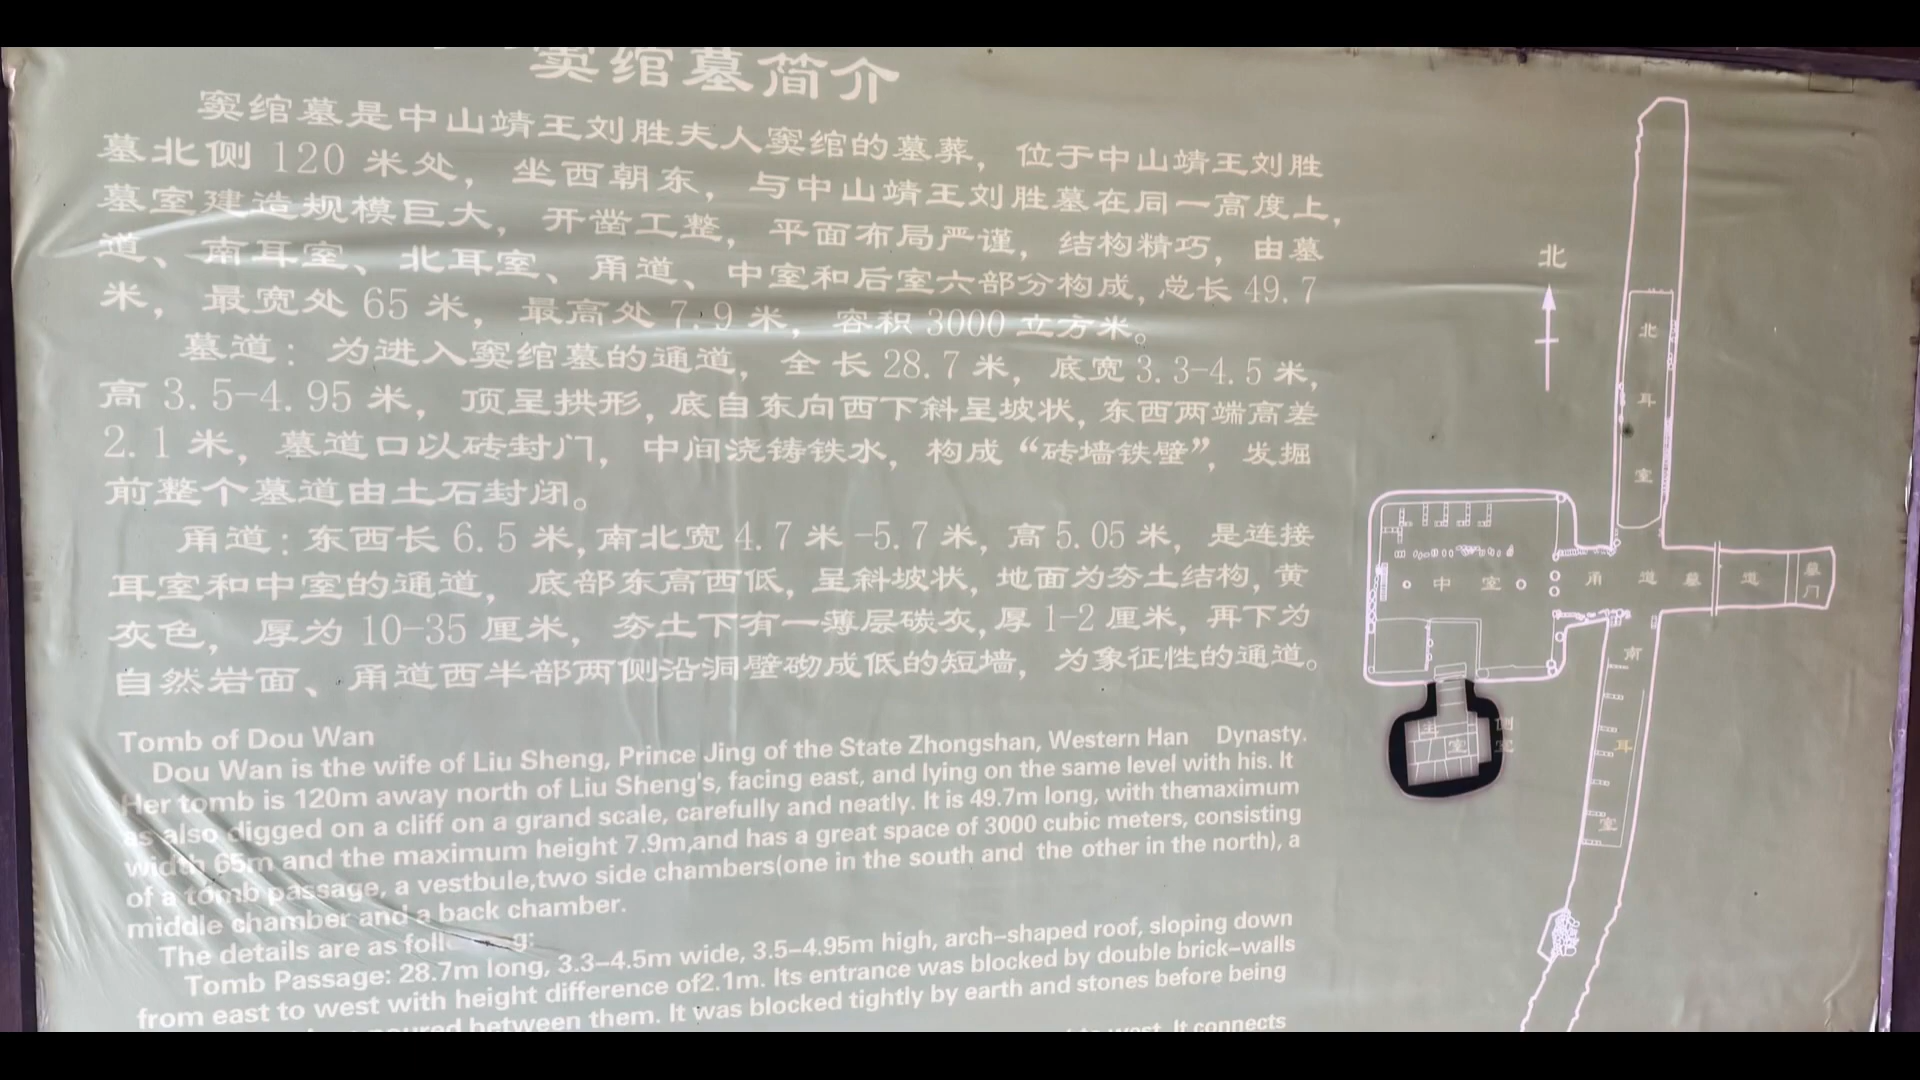 窦绾墓简介
窦绾墓是中山靖王刘胜夫人窦绾的墓葬，位于中山靖王刘胜
墓北侧 120 米处，坐西朝东，与中山靖王刘胜墓在同一高度上，
墓室建造规模巨大，开凿工整，平面布局严谨，结构精巧，由墓
道、南耳室、北耳室、甬道、中室和后室六部分构成，总长 49.7
米，最宽处 65 米，最高处 7.9 米，容积 3000 立方米。
墓道：为进入窦绾墓的通道，全长 28.7 米，底宽 3.3-4.5 米，
高 3.5-4.95 米，顶呈拱形，底自东向西下斜呈坡状，东西两端高差
2.1 米，墓道口以砖封门，中间浇铸铁水，构成“砖墙铁壁”，发掘
前整个墓道由土石封闭。
甬道：东西长 6.5 米，南北宽 4.7 米-5.7 米，高 5.05 米，是连接
耳室和中室的通道，底部东高西低，呈斜坡状，地面为夯土结构，黄
灰色，厚为 10-35 厘米，夯土下有一薄层碳灰，厚 1-2 厘米，再下为
自然岩面、甬道西半部两侧沿洞壁砌成低的短墙，为象征性的通道。
Tomb of Dou Wan
Dou Wan is the wife of Liu Sheng, Prince Jing of the State Zhongshan, Western Han Dynasty.
Her tomb is 120m away north of Liu Sheng's, facing east, and lying on the same level with his. It
as also digged on a cliff on a grand scale, carefully and neatly. It is 49.7m long, with themaximum
width 65m and the maximum height 7.9m,and has a great space of 3000 cubic meters, consisting
of a tomb passage, a vestbule,two side chambers(one in the south and the other in the north), a
middle chamber and a back chamber.
The details are as foll g:
Tomb Passage: 28.7m long, 3.3–4.5m wide, 3.5–4.95m high, arch–shaped roof, sloping down
from east to west with height difference of2.1m. Its entrance was blocked by double brick–walls
poured between them. It was blocked tightly by earth and stones before being
west. It connects
北
北耳室
中室
甬道
墓道
墓门
南耳室
主室
侧室